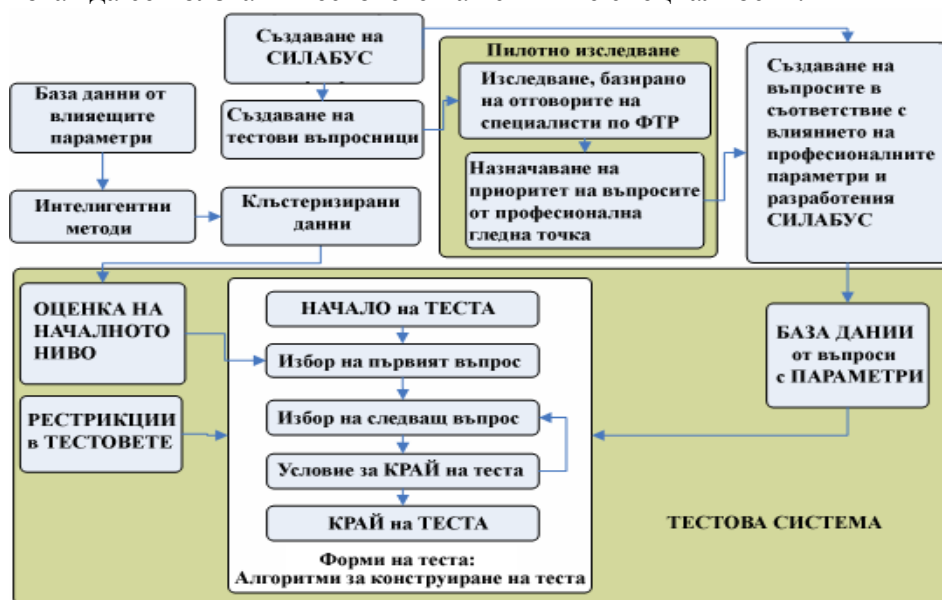 Създаване на
СИЛАБУС
Пилотно изследване
Изследване, базирано
на отговорите на
специалисти по ФТР
Назначаване на
приоритет на въпросите
от професионална
гледна точка
Създаване на
въпросите в
съответствие с
влиянието на
професионалните
параметри и
разработения
СИЛАБУС
База данни от
влияещите
параметри
Създаване на
тестови въпросници
Интелигентни
методи
Клъстеризирани
данни
ОЦЕНКА НА
НАЧАЛНОТО
НИВО
РЕСТРИКЦИИ
в ТЕСТОВЕТЕ
НАЧАЛО на ТЕСТА
Избор на първият въпрос
Избор на следващ въпрос
Условие за КРАЙ на теста
КРАЙ на ТЕСТА
Форми на теста:
Алгоритми за конструиране на теста
БАЗА ДАНИИ
от въпроси
с ПАРАМЕТРИ
ТЕСТОВА СИСТЕМА